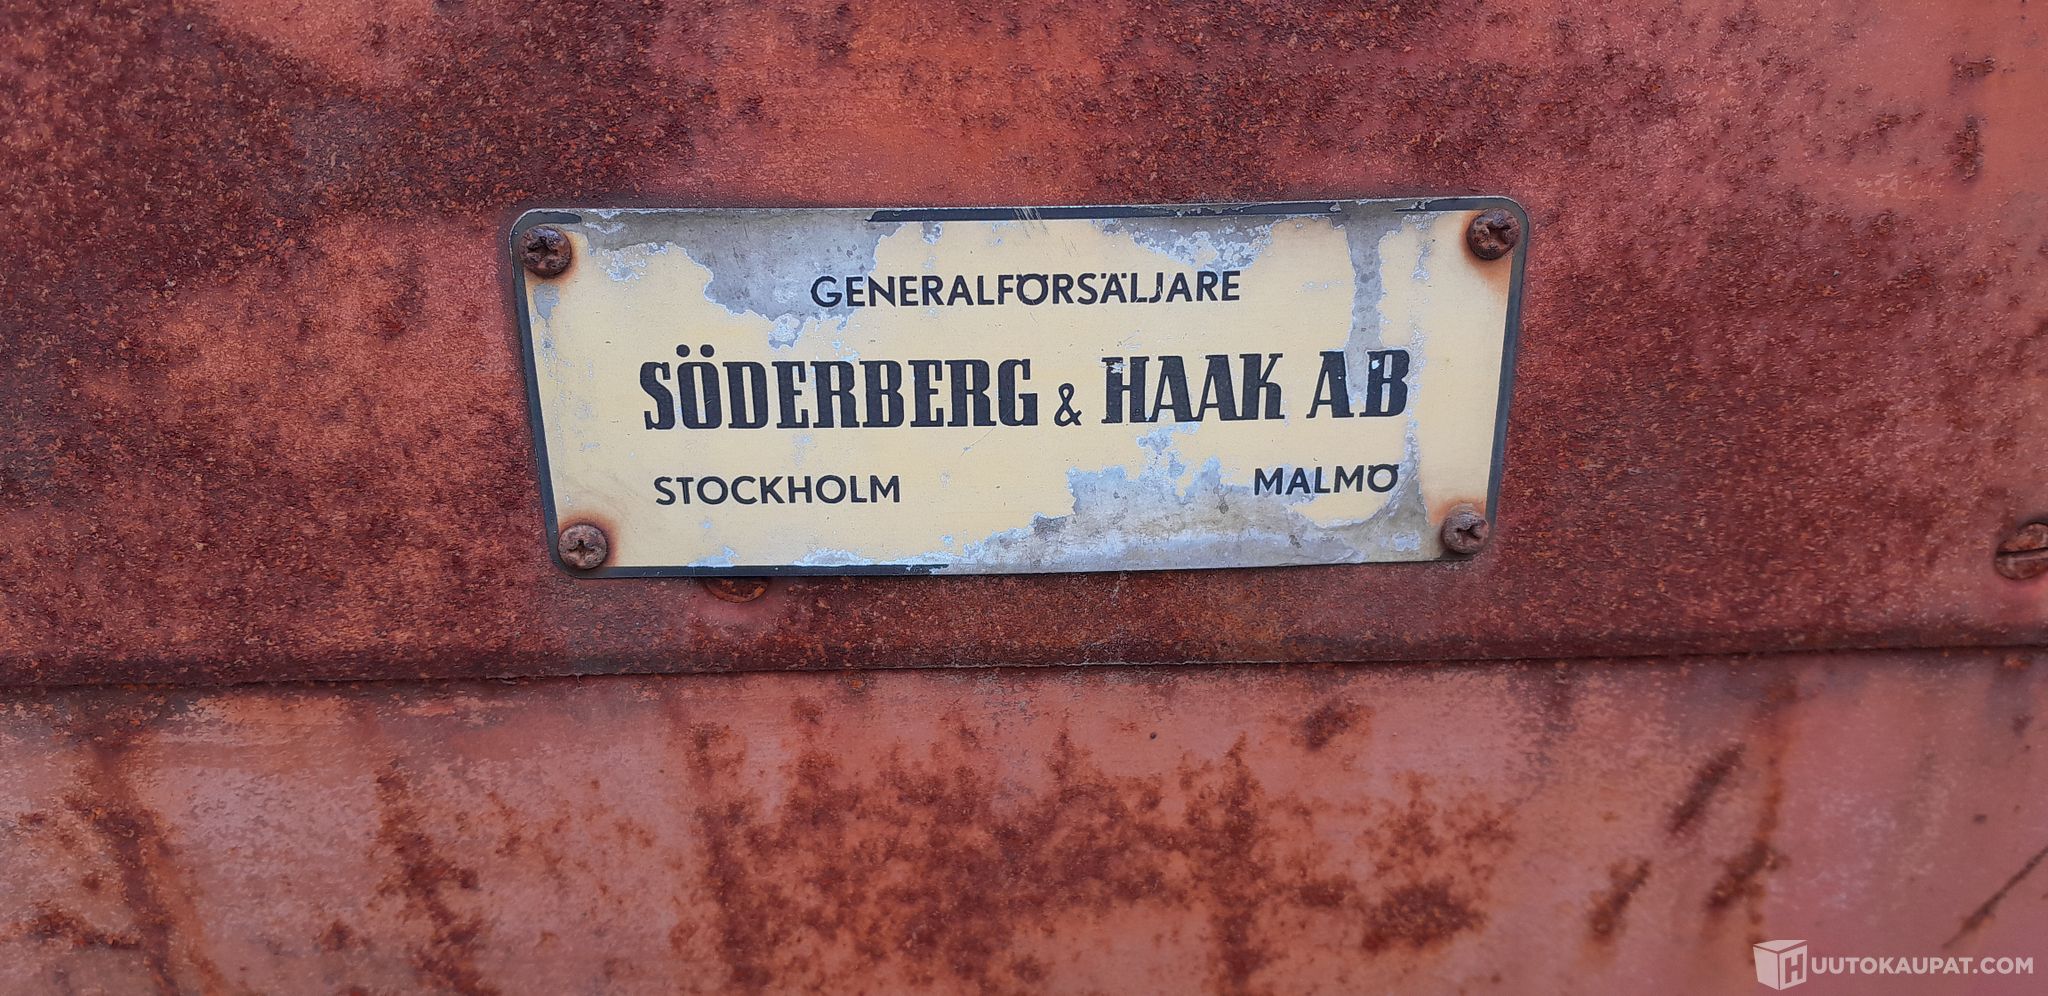 GENERALFÖRSÄLJARE
SÖDERBERG & HAAK AB
STOCKHOLM MALMÖ
HUUTOKAUPAT.COM